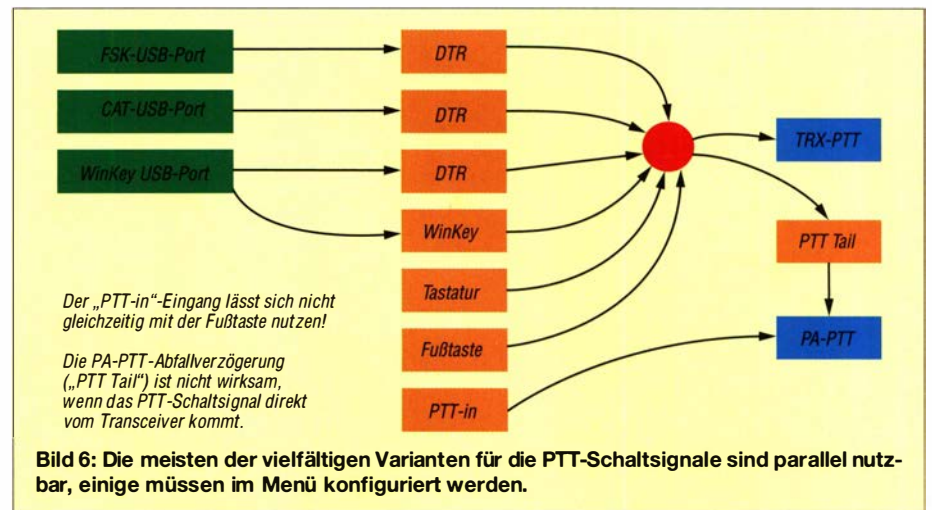 FSK-USB-Port
DTR
CAT-USB-Port
DTR
TRX-PTT
WinKey USB-Port
DTR
WinKey
PTT Tail
Tastatur
Der „PTT-in“-Eingang lässt sich nicht
gleichzeitig mit der Fußtaste nutzen!
Fußtaste
PA-PTT
Die PA-PTT-Abfallverzögerung
(„PTT Tail“) ist nicht wirksam,
wenn das PTT-Schaltsignal direkt
vom Transceiver kommt.
PTT-in
Bild 6: Die meisten der vielfältigen Varianten für die PTT-Schaltsignale sind parallel nutz-
bar, einige müssen im Menü konfiguriert werden.